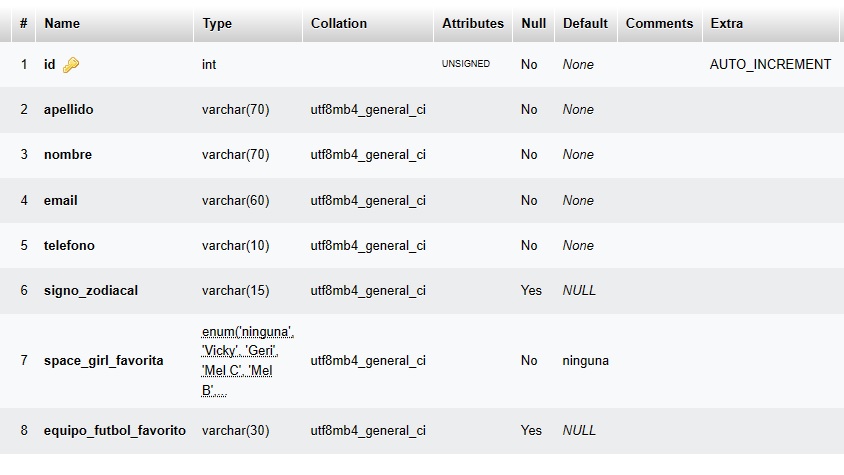 # Name Type Collation Attributes Null Default Comments Extra
1 id int UNSIGNED No None AUTO_INCREMENT
2 apellido varchar(70) utf8mb4_general_ci No None
3 nombre varchar(70) utf8mb4_general_ci No None
4 email varchar(60) utf8mb4_general_ci No None
5 telefono varchar(10) utf8mb4_general_ci No None
6 signo_zodiacal varchar(15) utf8mb4_general_ci Yes NULL
enum('ninguna',
'Vicky', 'Geri',
7 space_girl_favorita utf8mb4_general_ci No ninguna
'Mel C', 'Mel
B',...
8 equipo_futbol_favorito varchar(30) utf8mb4_general_ci Yes NULL